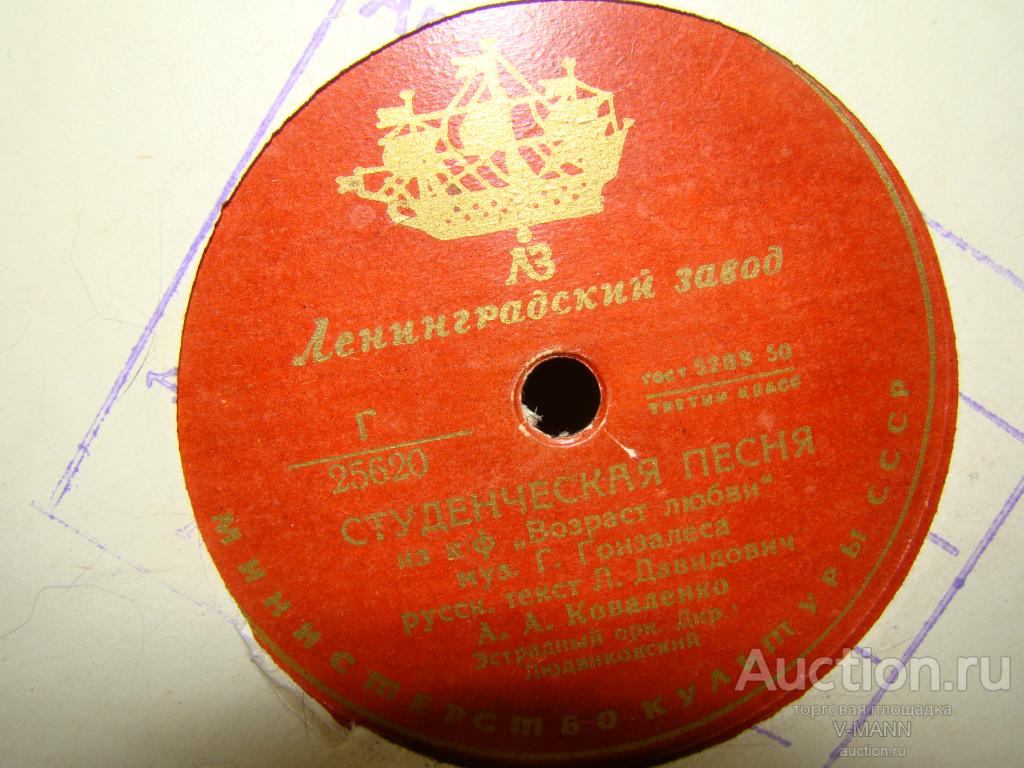 ЛЗ
Ленинградский завод
ГОСТ 5289 50
ТРЕТИЙ КЛАСС
Г
25620
СТУДЕНЧЕСКАЯ ПЕСНЯ
из к/ф „Возраст любви"
муз. Г. Гонзалеса
русск. текст Л. Давидович
А. А. Коваленко
Эстрадный орк. Дир.:
Людвиковский
МИНИСТЕРСТВО КУЛЬТУРЫ СССР
Auction.ru
торговая площадка
V-MANN
auction.ru